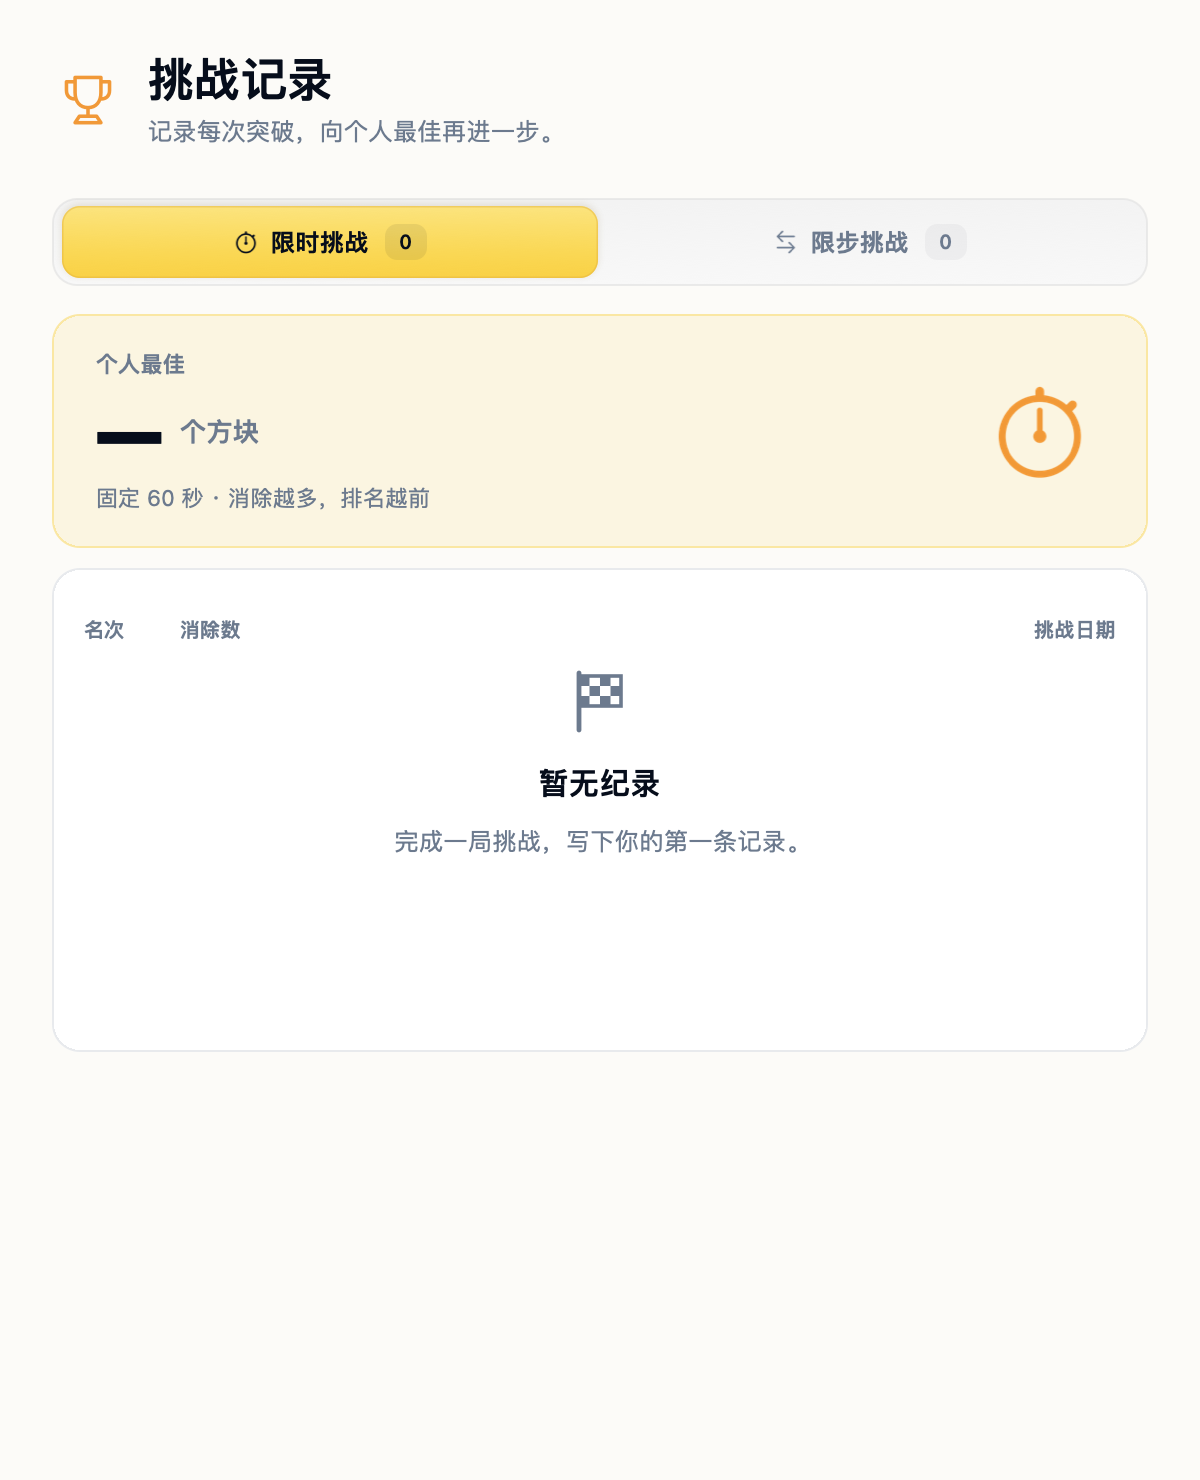 挑战记录
记录每次突破，向个人最佳再进一步。
限时挑战 0
限步挑战 0
个人最佳
— 个方块
固定 60 秒 · 消除越多，排名越前
名次 消除数 挑战日期
暂无纪录
完成一局挑战，写下你的第一条记录。